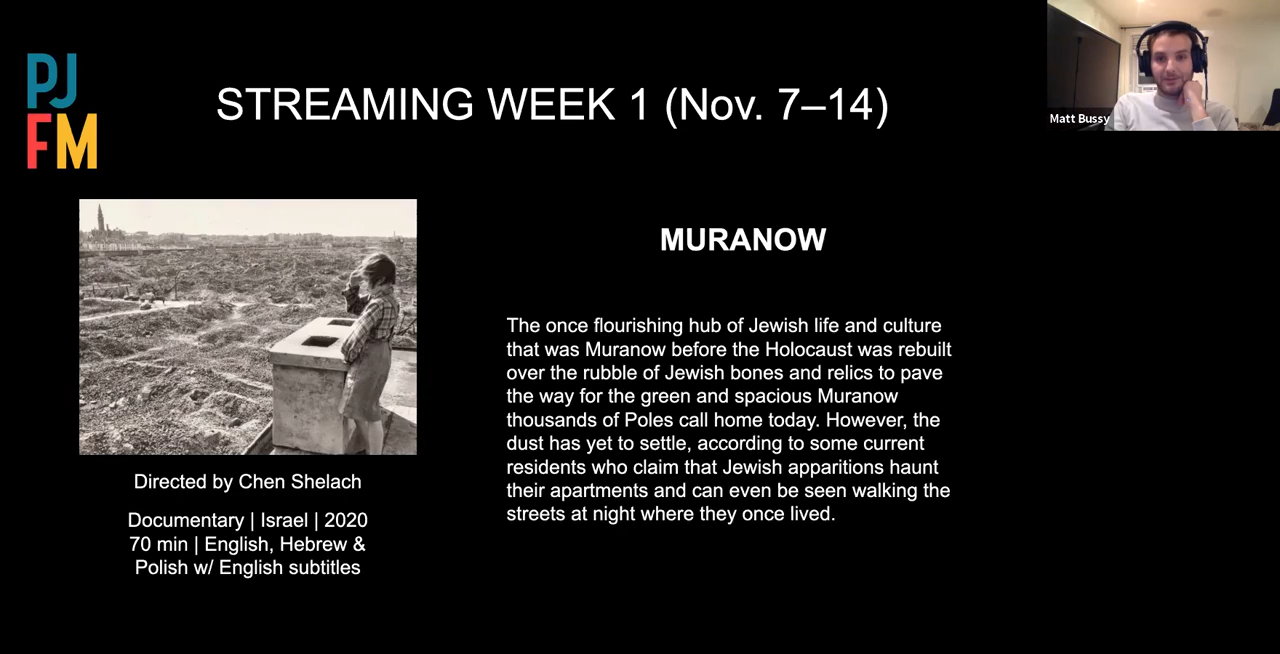 PJ
FM
STREAMING WEEK 1 (Nov. 7–14)
Matt Bussy
MURANOW
The once flourishing hub of Jewish life and culture
that was Muranow before the Holocaust was rebuilt
over the rubble of Jewish bones and relics to pave
the way for the green and spacious Muranow
thousands of Poles call home today. However, the
dust has yet to settle, according to some current
residents who claim that Jewish apparitions haunt
their apartments and can even be seen walking the
streets at night where they once lived.
Directed by Chen Shelach
Documentary | Israel | 2020
70 min | English, Hebrew &
Polish w/ English subtitles